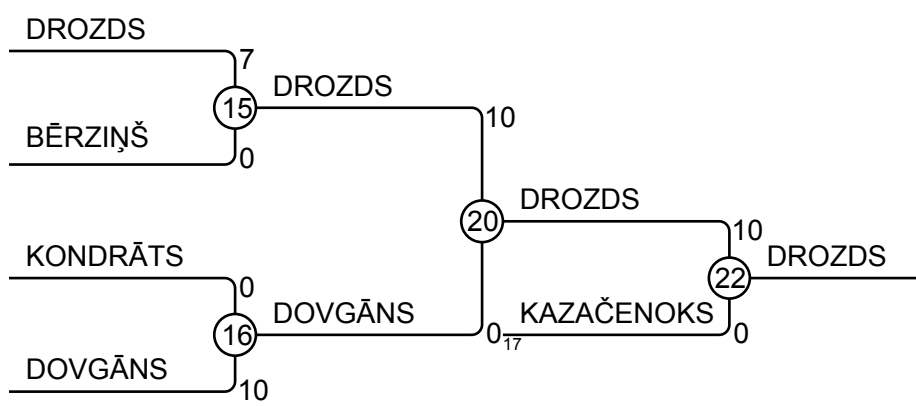 DROZDS
7
15
DROZDS
10
BĒRZIŅŠ
0
20
DROZDS
10
KONDRĀTS
0
22
DROZDS
16
DOVGĀNS
0
17
KAZAČENOKS
0
DOVGĀNS
10